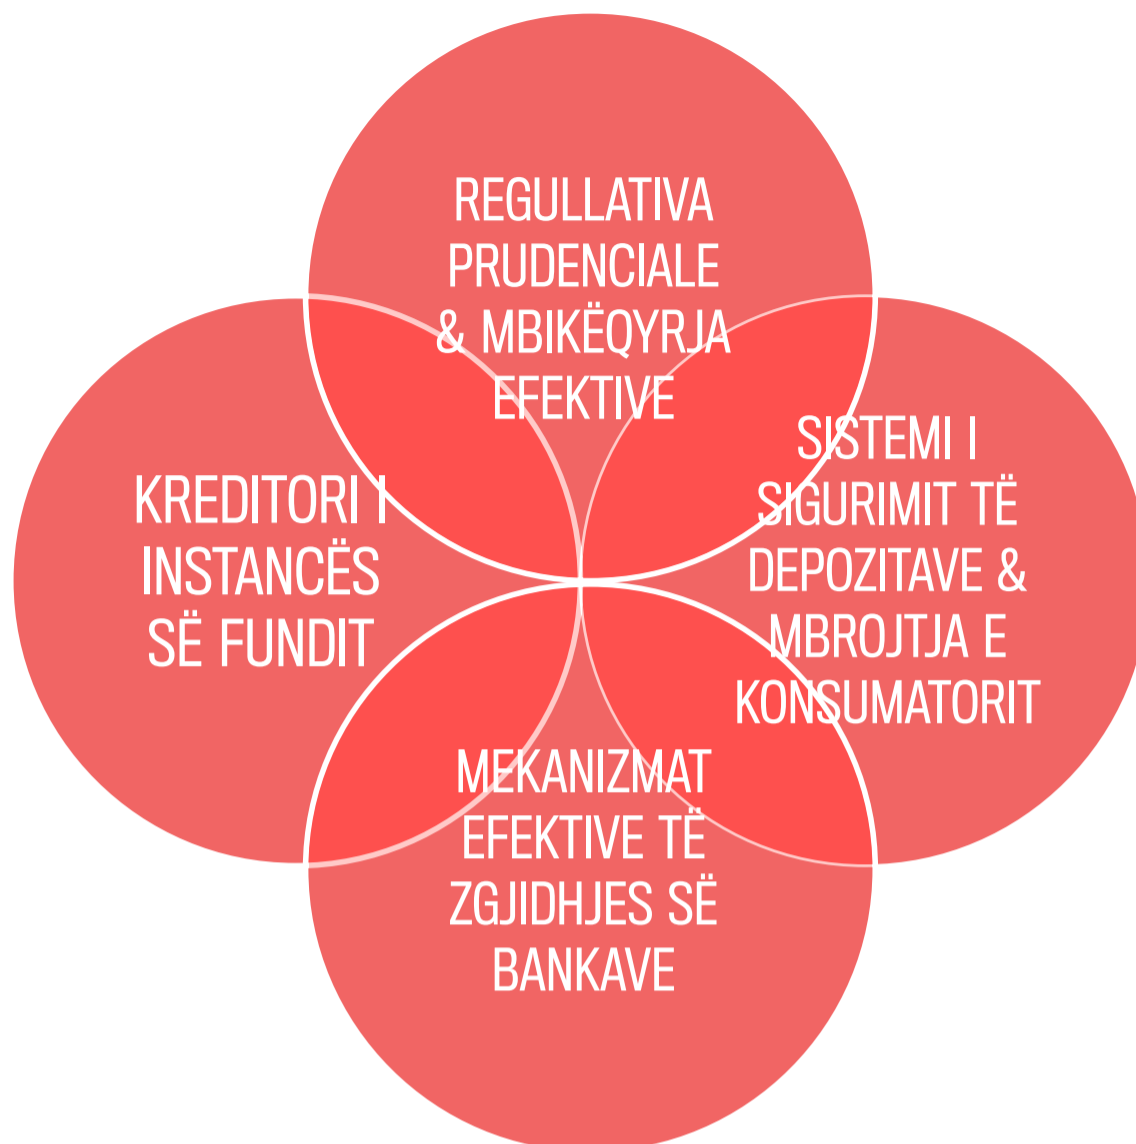 REGULLATIVA
PRUDENCIALE
& MBIKËQYRJA
EFEKTIVE
KREDITORI I
INSTANCËS
SË FUNDIT
SISTEMI I
SIGURIMIT TË
DEPOZITAVE &
MBROJTJA E
KONSUMATORIT
MEKANIZMAT
EFEKTIVE TË
ZGJIDHJES SË
BANKAVE